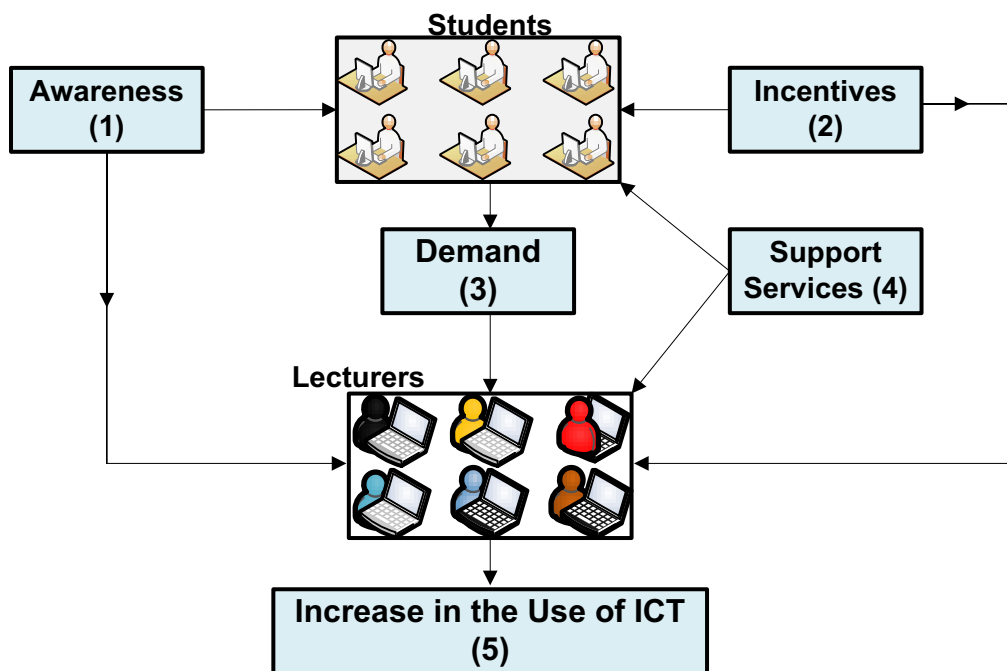 Students
Awareness
(1)
Incentives
(2)
Demand
(3)
Support
Services (4)
Lecturers
Increase in the Use of ICT
(5)